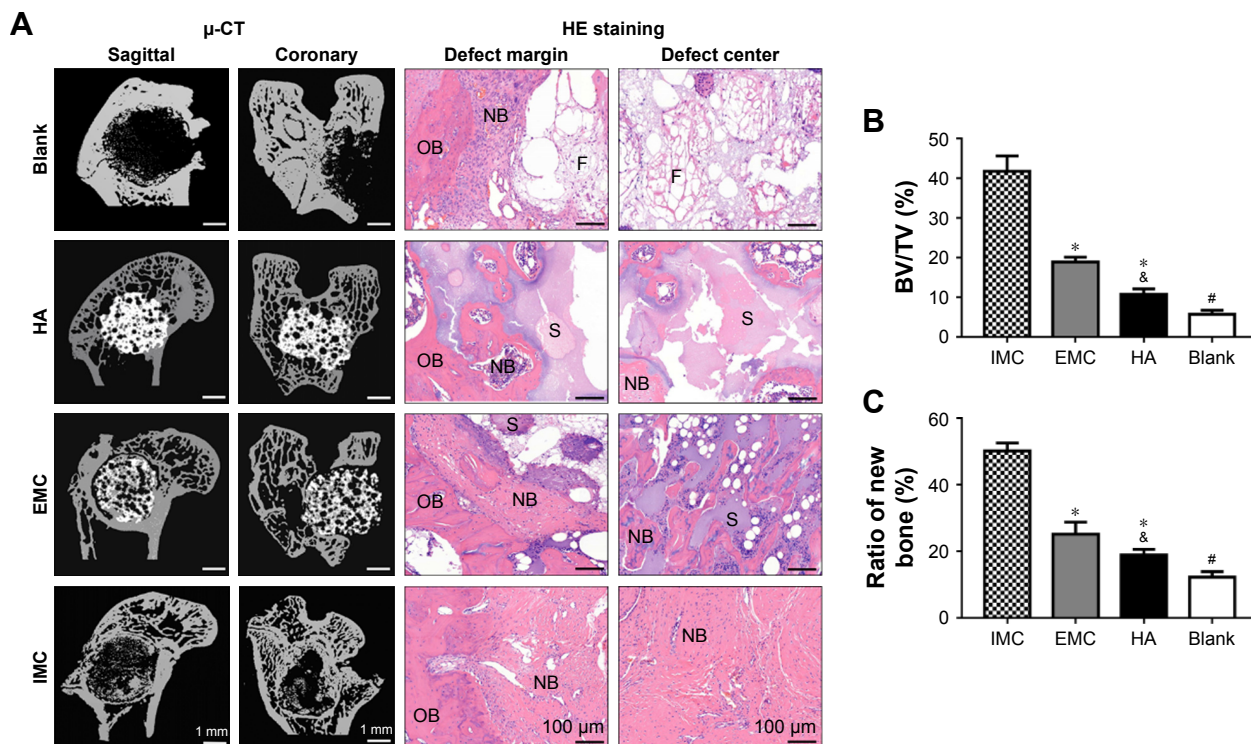 A
µ-CT
HE staining
Sagittal
Coronary
Defect margin
Defect center
Blank
OB
NB
F
F
HA
OB
NB
S
NB
S
EMC
OB
S
NB
NB
S
IMC
1 mm
1 mm
OB
NB
100 µm
NB
100 µm
B
BV/TV (%)
50
40
30
20
10
0
*
*
&
#
IMC
EMC
HA
Blank
C
Ratio of new
bone (%)
60
40
20
0
*
*
&
#
IMC
EMC
HA
Blank